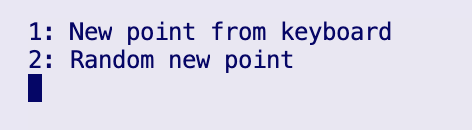 1: New point from keyboard
2: Random new point